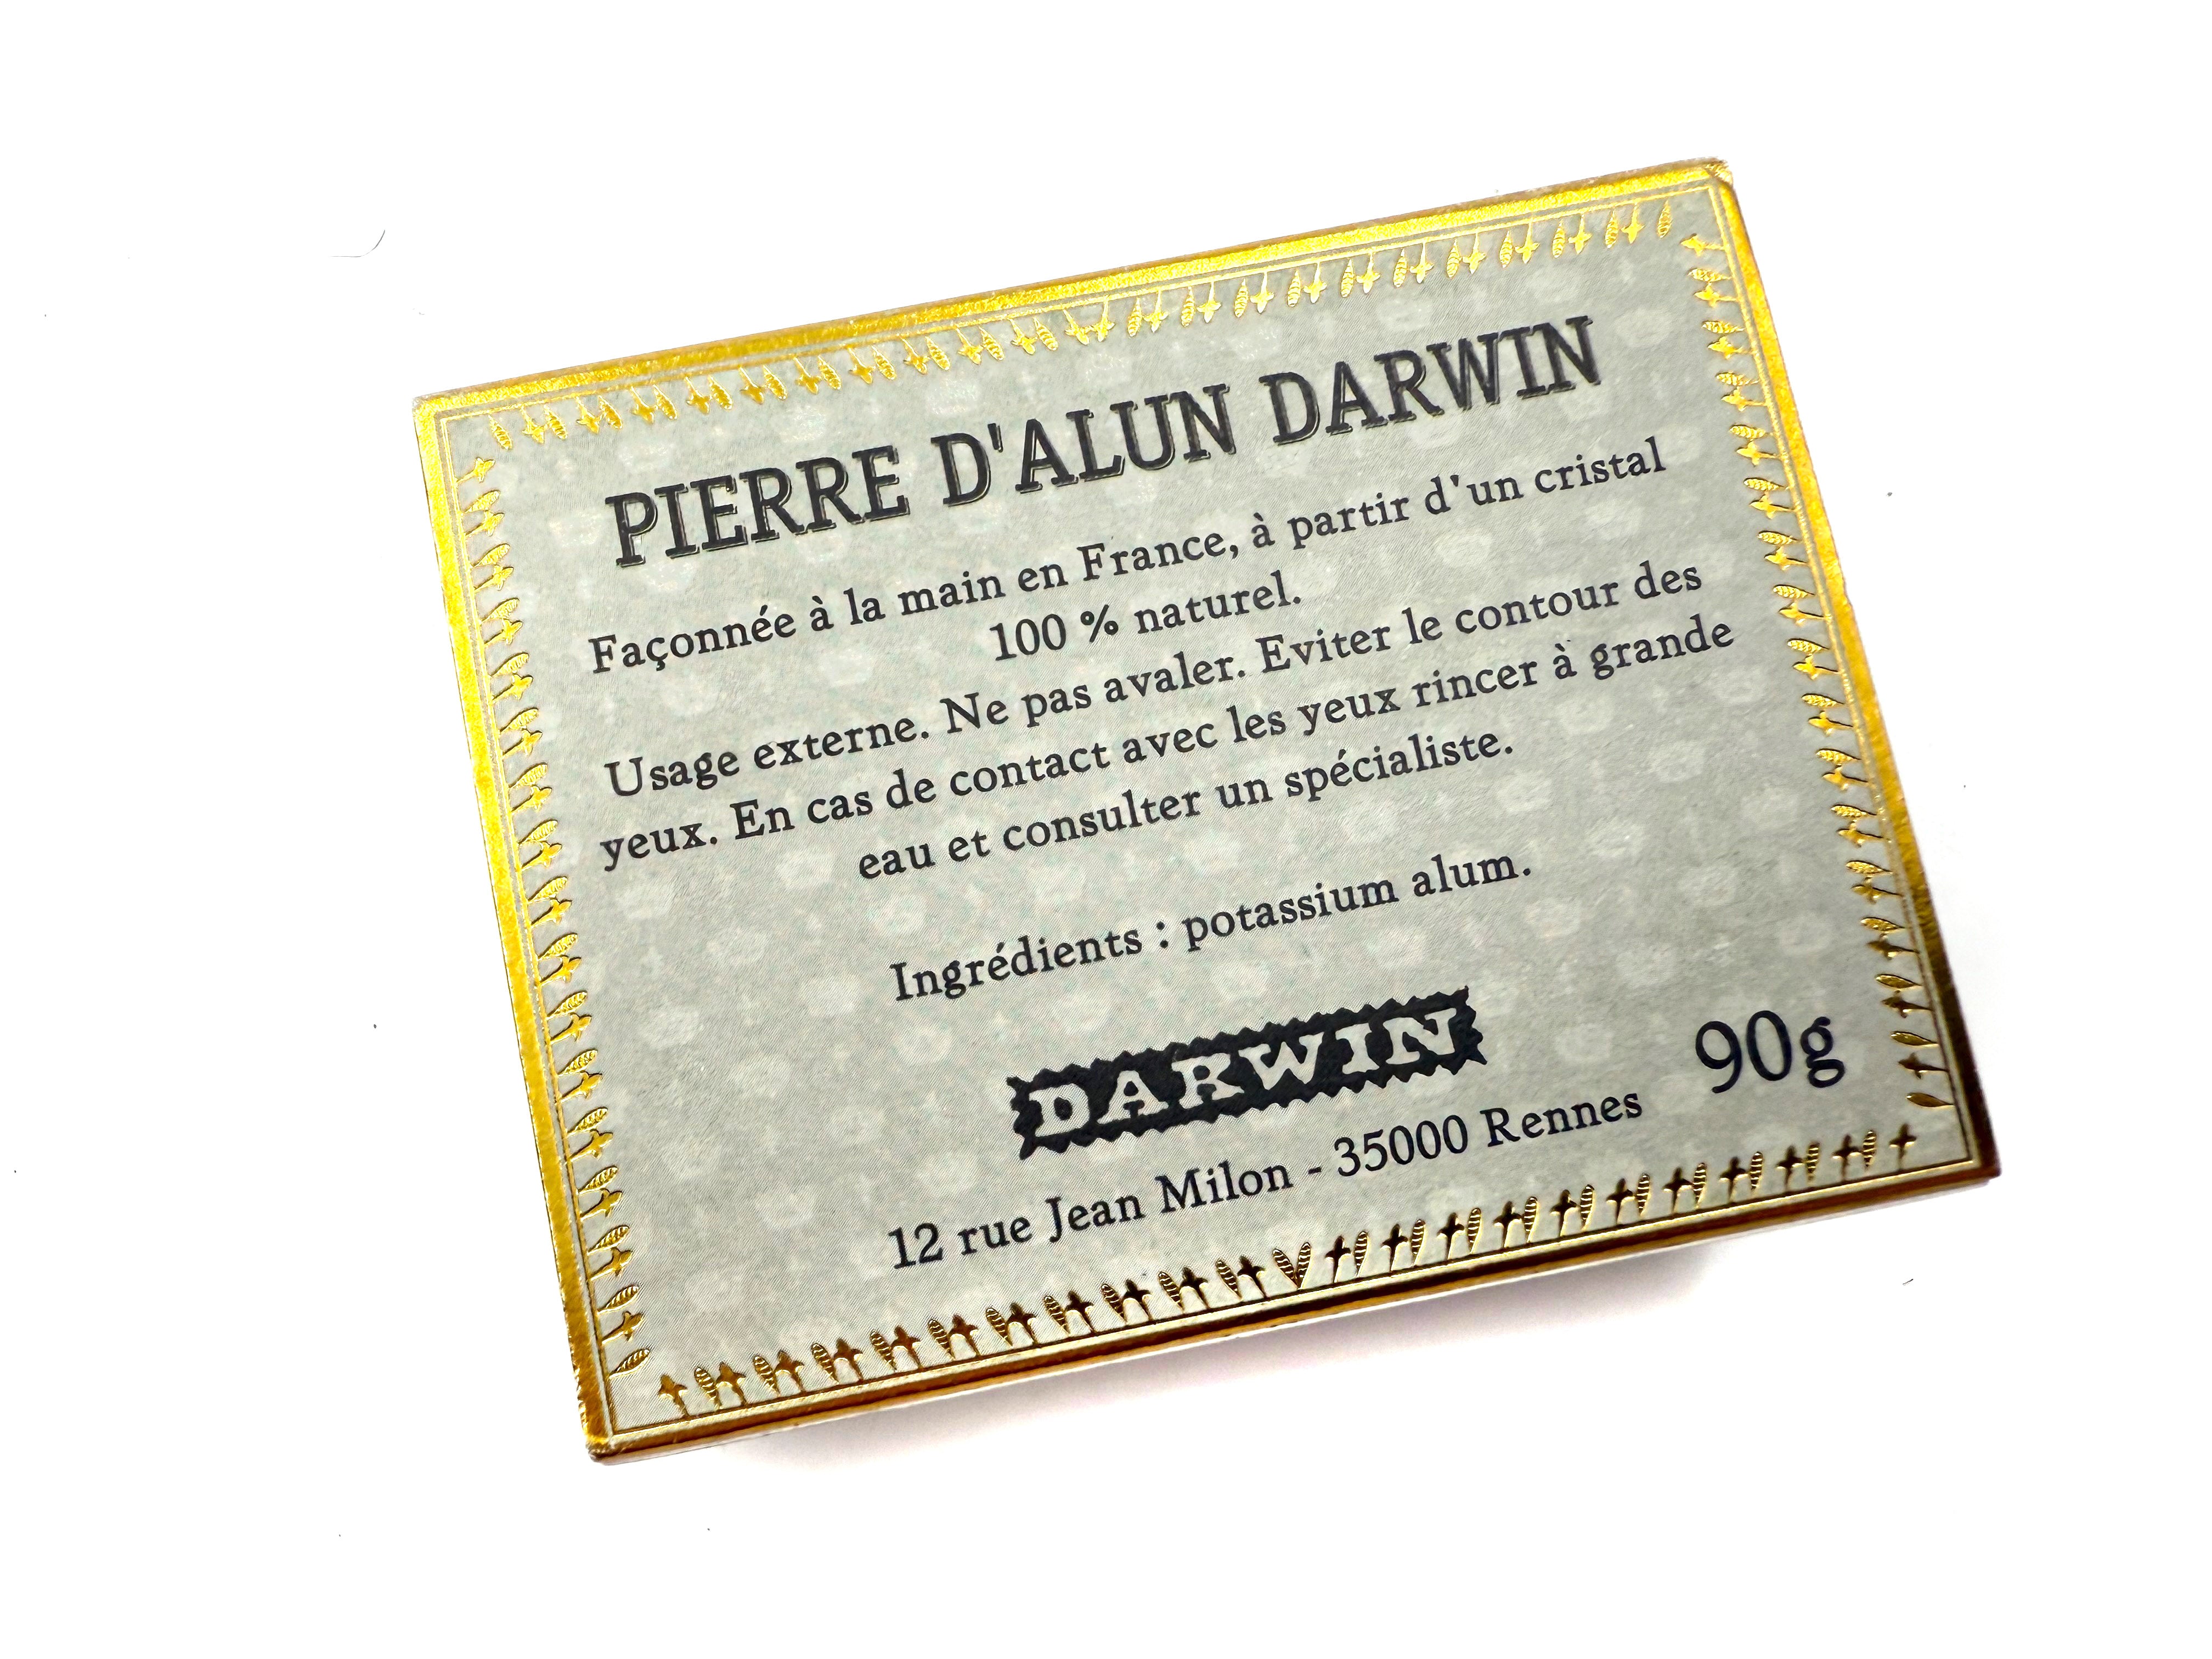 PIERRE D'ALUN DARWIN
Façonnée à la main en France, à partir d'un cristal
100 % naturel.
Usage externe. Ne pas avaler. Eviter le contour des
yeux. En cas de contact avec les yeux rincer à grande
eau et consulter un spécialiste.
Ingrédients : potassium alum.
DARWIN
90g
12 rue Jean Milon - 35000 Rennes